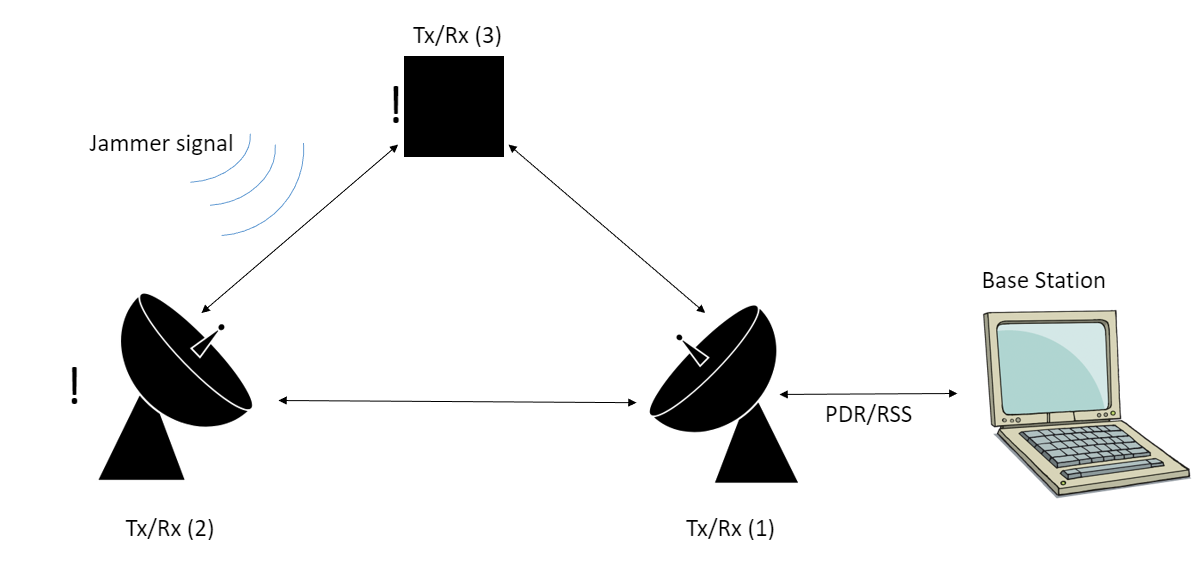 Tx/Rx (3)
!
Jammer signal
Base Station
!
PDR/RSS
Tx/Rx (2)
Tx/Rx (1)